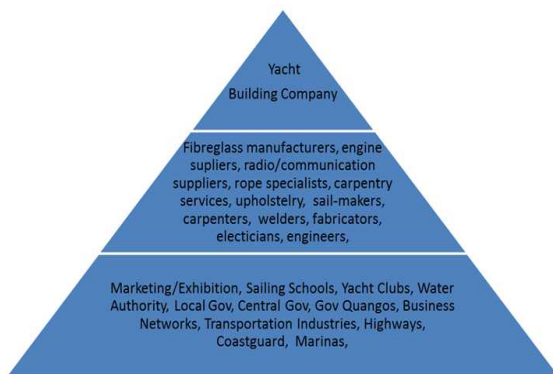 Yacht
Building Company
Fibreglass manufacturers, engine
supliers, radio/communication
suppliers, rope specialists, carpentry
services, upholstelry, sail-makers,
carpenters, welders, fabricators,
electicians, engineers,
Marketing/Exhibition, Sailing Schools, Yacht Clubs, Water
Authority, Local Gov, Central Gov, Gov Quangos, Business
Networks, Transportation Industries, Highways,
Coastguard, Marinas,